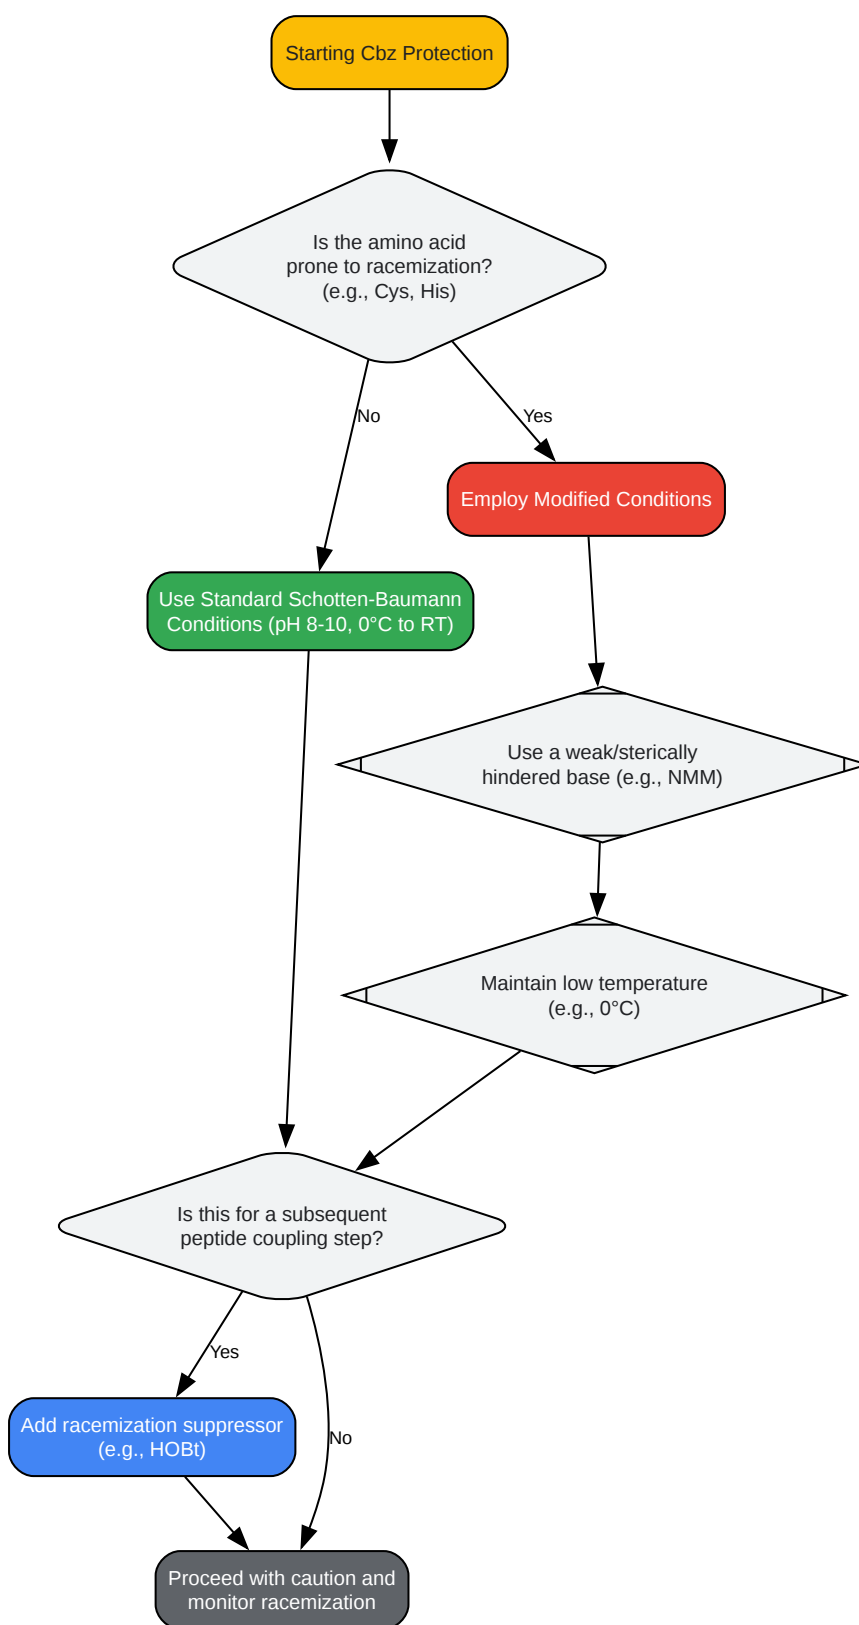 Starting Cbz Protection
Is the amino acid
prone to racemization?
(e.g., Cys, His)
No
Yes
Employ Modified Conditions
Use Standard Schotten-Baumann
Conditions (pH 8-10, 0°C to RT)
Use a weak/sterically
hindered base (e.g., NMM)
Maintain low temperature
(e.g., 0°C)
Is this for a subsequent
peptide coupling step?
Yes
Add racemization suppressor
(e.g., HOBt)
No
Proceed with caution and
monitor racemization